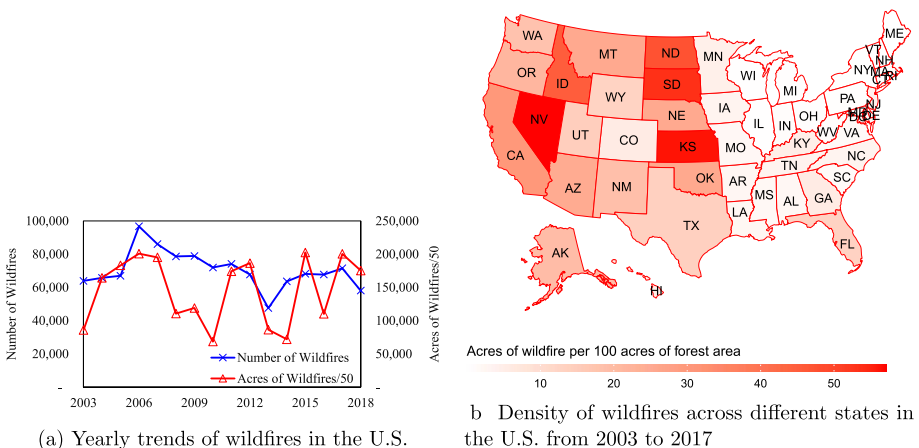 WA
OR
CA
NV
ID
MT
WY
UT
AZ
CO
NM
ND
SD
NE
KS
OK
TX
MN
IA
MO
AR
LA
WI
IL
MS
MI
IN
OH
KY
TN
AL
GA
FL
SC
NC
VA
WV
PA
NY
VT
NH
ME
MA
CT
RI
NJ
DE
AK
HI
Acres of wildfire per 100 acres of forest area
10 20 30 40 50
b Density of wildfires across different states in
the U.S. from 2003 to 2017
Number of Wildfires
100,000
80,000
60,000
40,000
20,000
-
250,000
200,000
150,000
100,000
50,000
-
Acres of Wildfires/50
Number of Wildfires
Acres of Wildfires/50
2003 2006 2009 2012 2015 2018
(a) Yearly trends of wildfires in the U.S.